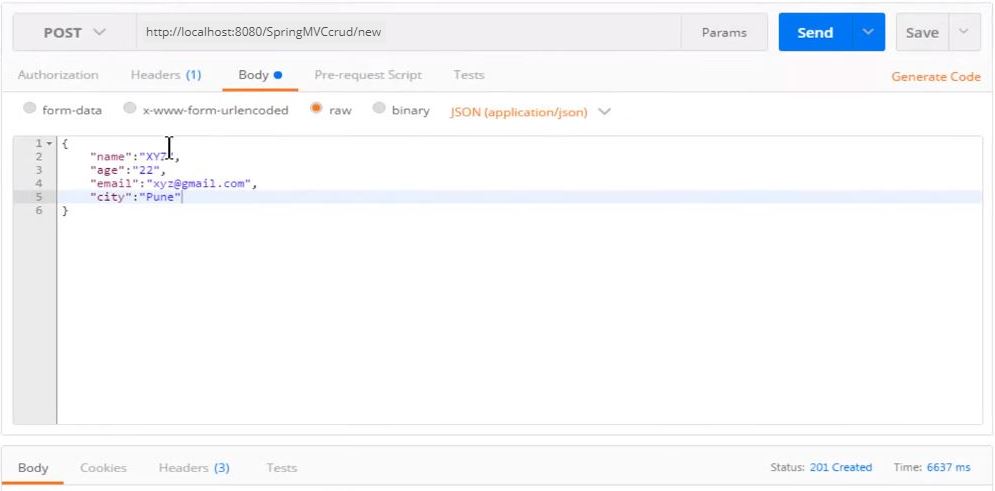 POST http://localhost:8080/SpringMVCcrud/new Params Send Save
Authorization Headers (1) Body Pre-request Script Tests Generate Code
form-data x-www-form-urlencoded raw binary JSON (application/json)
1 {
2 "name":"XYZ",
3 "age":"22",
4 "email":"xyz@gmail.com",
5 "city":"Pune"
6 }
Body Cookies Headers (3) Tests Status: 201 Created Time: 6637 ms